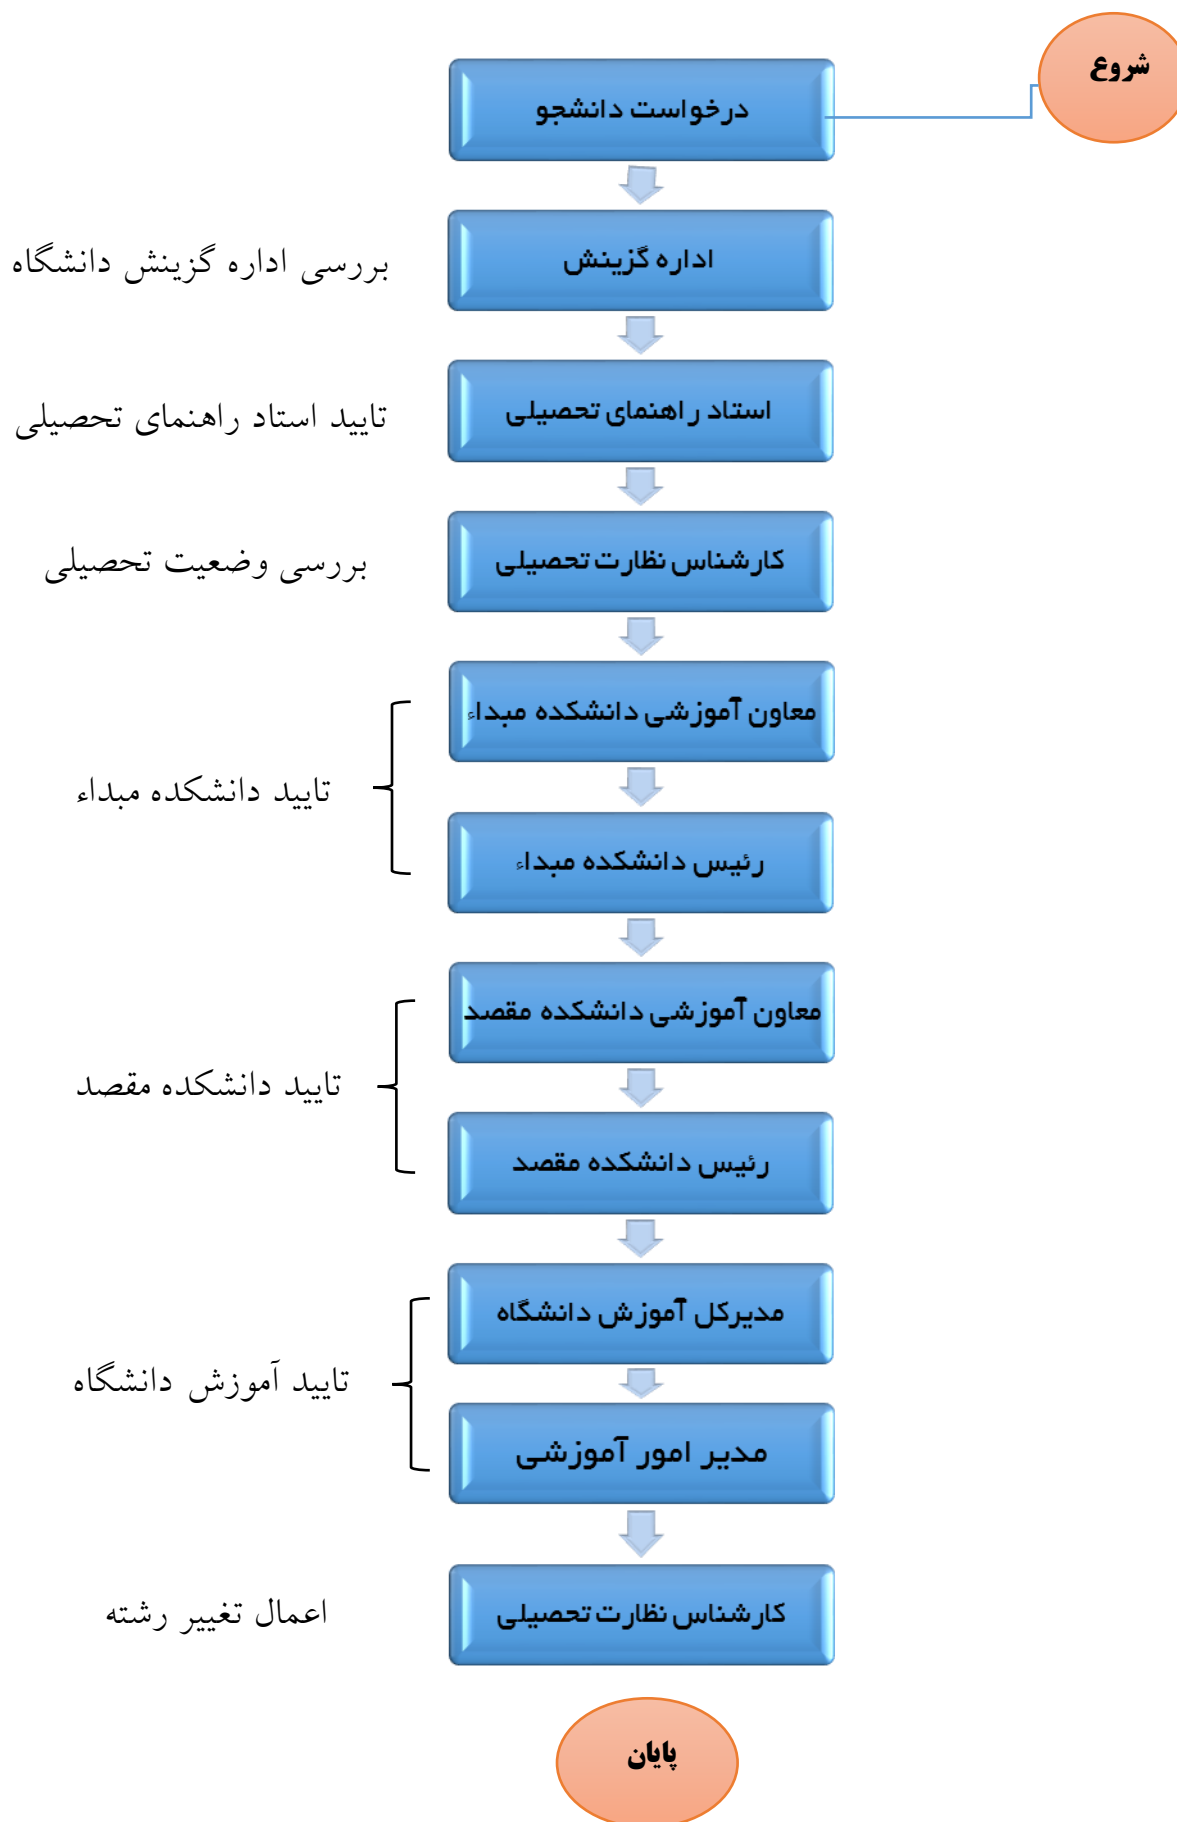 شروع
درخواست دانشجو
اداره گزینش
بررسی اداره گزینش دانشگاه
استاد راهنمای تحصیلی
تایید استاد راهنمای تحصیلی
کارشناس نظارت تحصیلی
بررسی وضعیت تحصیلی
معاون آموزشی دانشکده مبداء
تایید دانشکده مبداء
رئیس دانشکده مبداء
معاون آموزشی دانشکده مقصد
تایید دانشکده مقصد
رئیس دانشکده مقصد
مدیرکل آموزش دانشگاه
تایید آموزش دانشگاه
مدیر امور آموزشی
کارشناس نظارت تحصیلی
اعمال تغییر رشته
پایان